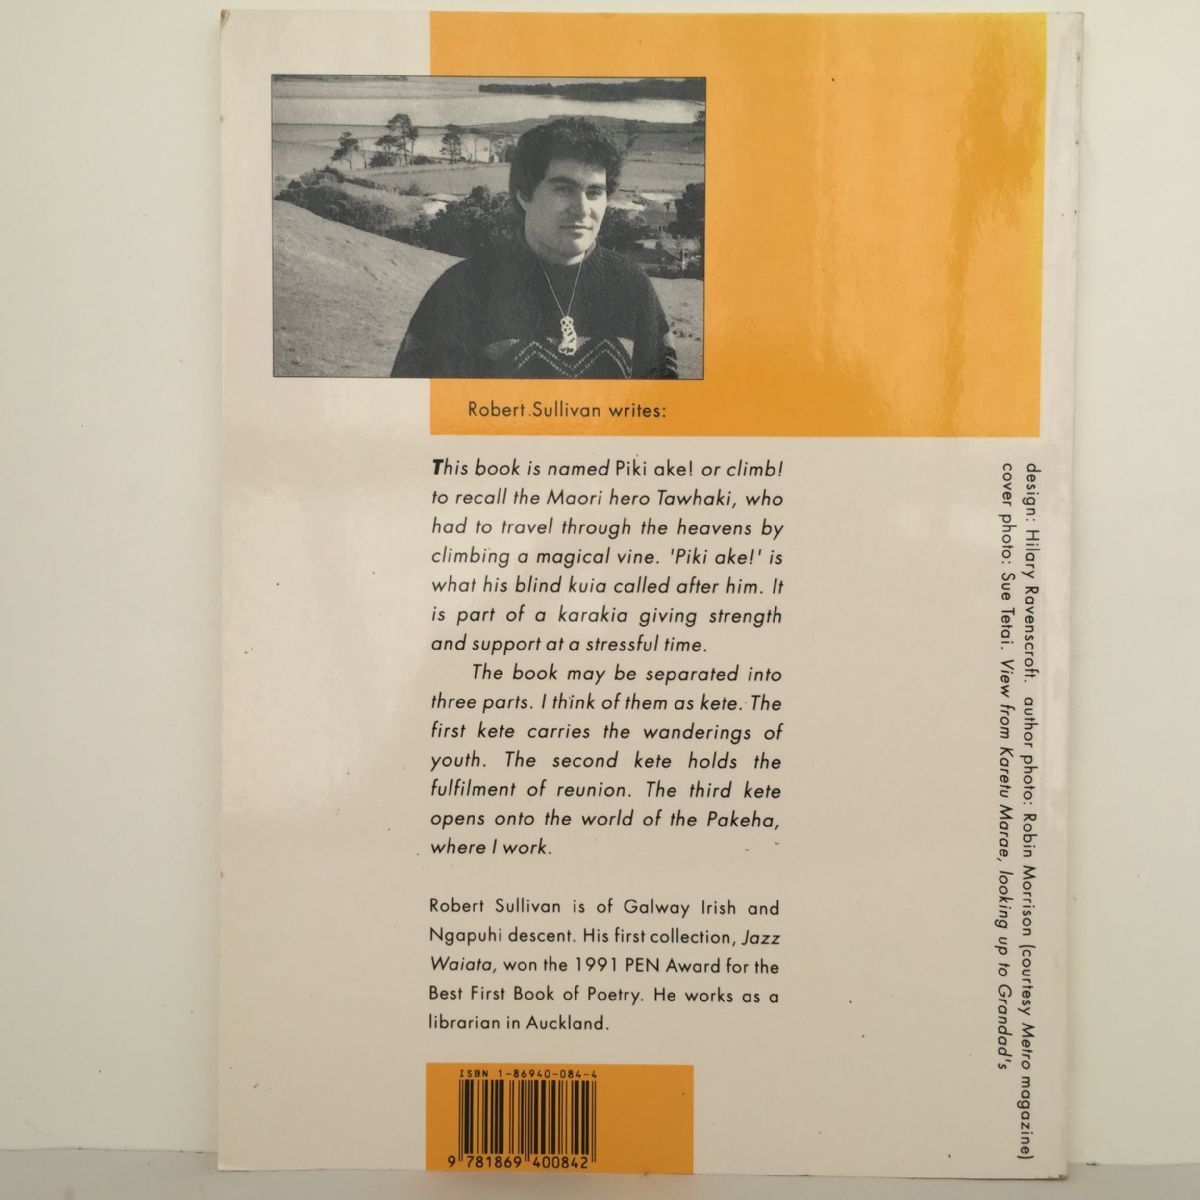 Robert Sullivan writes:
This book is named Piki ake! or climb!
to recall the Maori hero Tawhaki, who
had to travel through the heavens by
climbing a magical vine. 'Piki ake!' is
what his blind kuia called after him. It
is part of a karakia giving strength
and support at a stressful time.
The book may be separated into
three parts. I think of them as kete. The
first kete carries the wanderings of
youth. The second kete holds the
fulfilment of reunion. The third kete
opens onto the world of the Pakeha,
where I work.
Robert Sullivan is of Galway Irish and
Ngapuhi descent. His first collection, Jazz
Waiata, won the 1991 PEN Award for the
Best First Book of Poetry. He works as a
librarian in Auckland.
ISBN 1-86940-084-4
9 781869 400842
design: Hilary Ravenscroft. author photo: Robin Morrison (courtesy Metro magazine)
cover photo: Sue Tetai. View from Karetu Marae, looking up to Grandad's